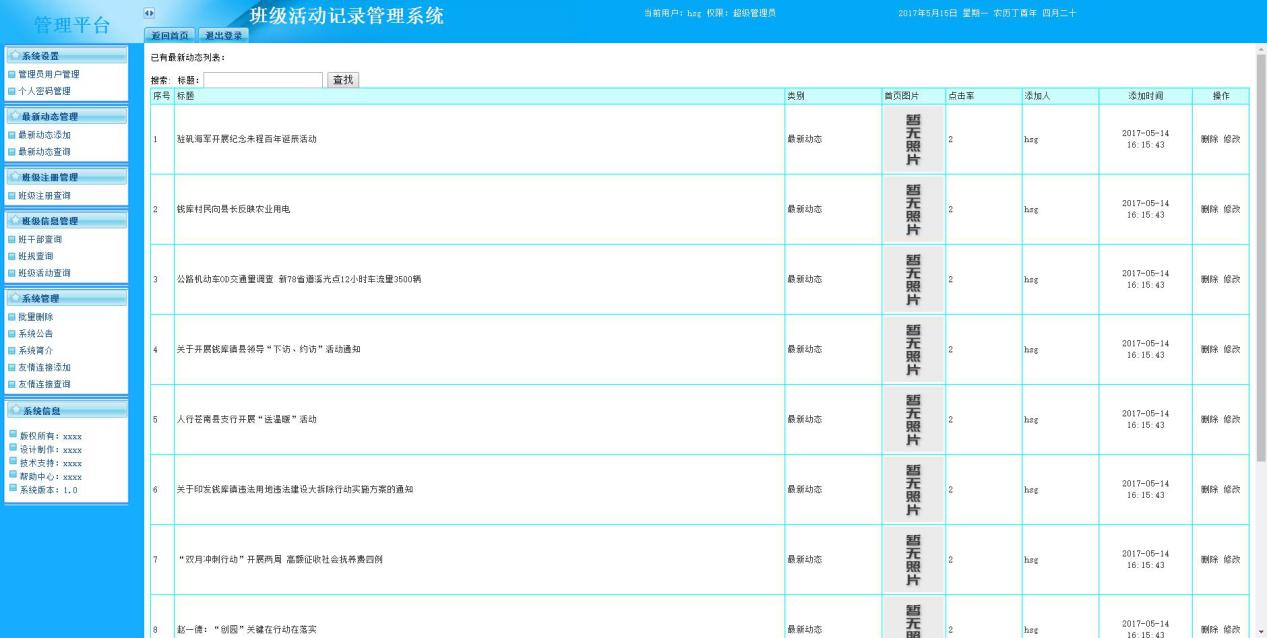 管理平台
班级活动记录管理系统
当前用户: hsg 权限: 超级管理员
2017年5月15日 星期一 农历丁酉年 四月二十
返回首页 退出登录
系统设置
管理员用户管理
个人密码管理
最新动态管理
最新动态添加
最新动态查询
班级注册管理
班级注册查询
班级信息管理
班干部查询
班规查询
班级活动查询
系统管理
批量删除
系统公告
系统简介
友情连接添加
友情连接查询
系统信息
版权所有: xxxx
设计制作: xxxx
技术支持: xxxx
帮助中心: xxxx
系统版本: 1.0
已有最新动态列表:
搜索: 标题: 查找
序号 标题 类别 首页图片 点击率 添加人 添加时间 操作
1 驻矾海军开展纪念朱程百年诞辰活动 最新动态 暂无照片 2 hsg 2017-05-14 16:15:43 删除 修改
2 钱库村民向县长反映农业用电 最新动态 暂无照片 2 hsg 2017-05-14 16:15:43 删除 修改
3 公路机动车OD交通量调查 新78省道溪光点12小时车流量3500辆 最新动态 暂无照片 2 hsg 2017-05-14 16:15:43 删除 修改
4 关于开展钱库镇县领导“下访、约访”活动通知 最新动态 暂无照片 2 hsg 2017-05-14 16:15:43 删除 修改
5 人行苍南县支行开展“送温暖”活动 最新动态 暂无照片 2 hsg 2017-05-14 16:15:43 删除 修改
6 关于印发钱库镇违法用地违法建设大拆除行动实施方案的通知 最新动态 暂无照片 2 hsg 2017-05-14 16:15:43 删除 修改
7 “双月冲刺行动”开展两周 高额征收社会抚养费四例 最新动态 暂无照片 2 hsg 2017-05-14 16:15:43 删除 修改
8 赵一德: “创园”关键在行动在落实 最新动态 暂无照 2 hsg 2017-05-14 16:15:43 删除 修改